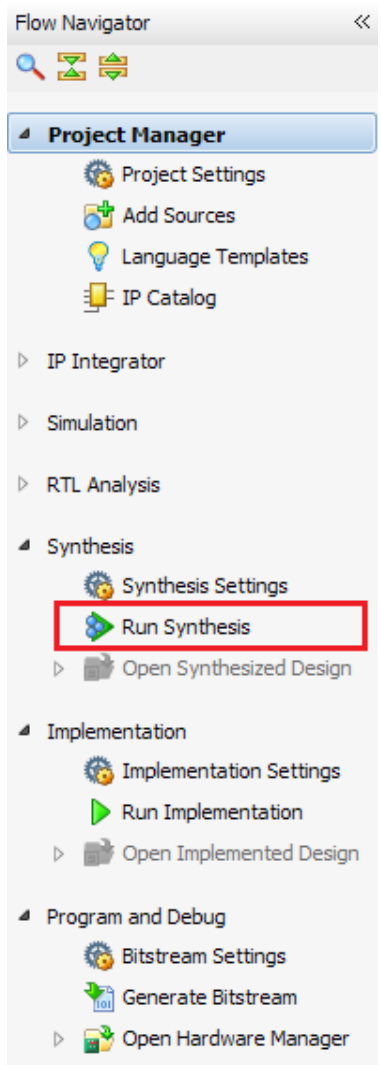 Flow Navigator
Project Manager
Project Settings
Add Sources
Language Templates
IP Catalog
IP Integrator
Simulation
RTL Analysis
Synthesis
Synthesis Settings
Run Synthesis
Open Synthesized Design
Implementation
Implementation Settings
Run Implementation
Open Implemented Design
Program and Debug
Bitstream Settings
Generate Bitstream
Open Hardware Manager